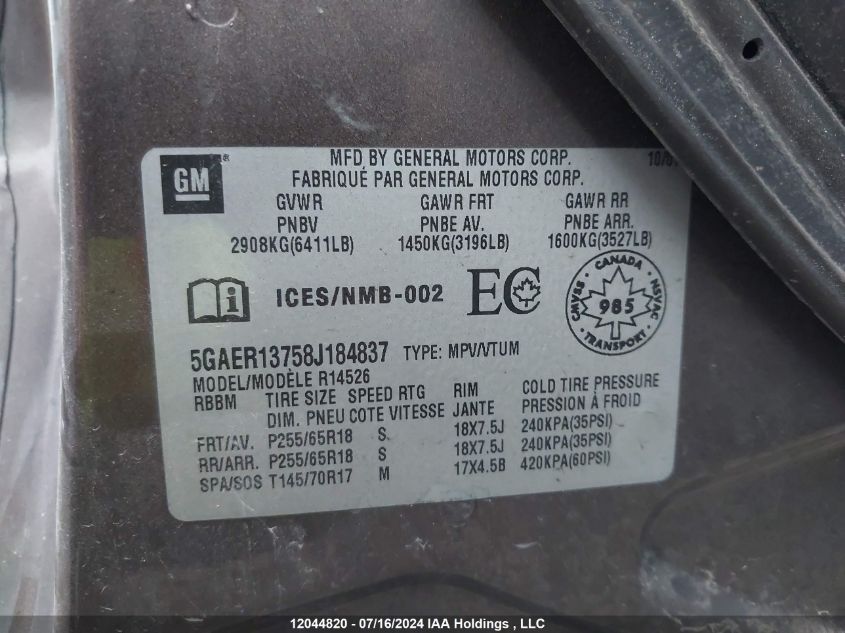 GM ® MFD BY GENERAL MOTORS CORP.
FABRIQUÉ PAR GENERAL MOTORS CORP.
GVWR GAWR FRT GAWR RR
PNBV PNBE AV. PNBE ARR.
2908KG(6411LB) 1450KG(3196LB) 1600KG(3527LB)
i ICES/NMB-002 EC
CANADA
CMVSS NSVAC
985
TRANSPORT
5GAER13758J184837 TYPE: MPV/VTUM
MODEL/MODÈLE R14526
RBBM TIRE SIZE SPEED RTG RIM COLD TIRE PRESSURE
DIM. PNEU COTE VITESSE JANTE PRESSION À FROID
FRT/AV. P255/65R18 S 18X7.5J 240KPA(35PSI)
RR/ARR. P255/65R18 S 18X7.5J 240KPA(35PSI)
SPA/SOS T145/70R17 M 17X4.5B 420KPA(60PSI)
12044820 - 07/16/2024 IAA Holdings , LLC